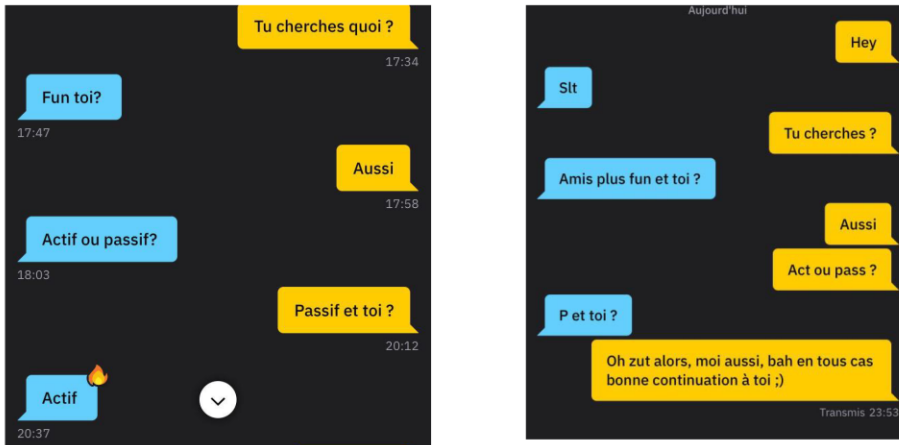 Tu cherches quoi ?
17:34
Fun toi?
17:47
Aussi
17:58
Actif ou passif?
18:03
Passif et toi ?
20:12
Actif
20:37
Aujourd'hui
Hey
Slt
Tu cherches ?
Amis plus fun et toi ?
Aussi
Act ou pass ?
P et toi ?
Oh zut alors, moi aussi, bah en tous cas
bonne continuation à toi ;)
Transmis 23:53